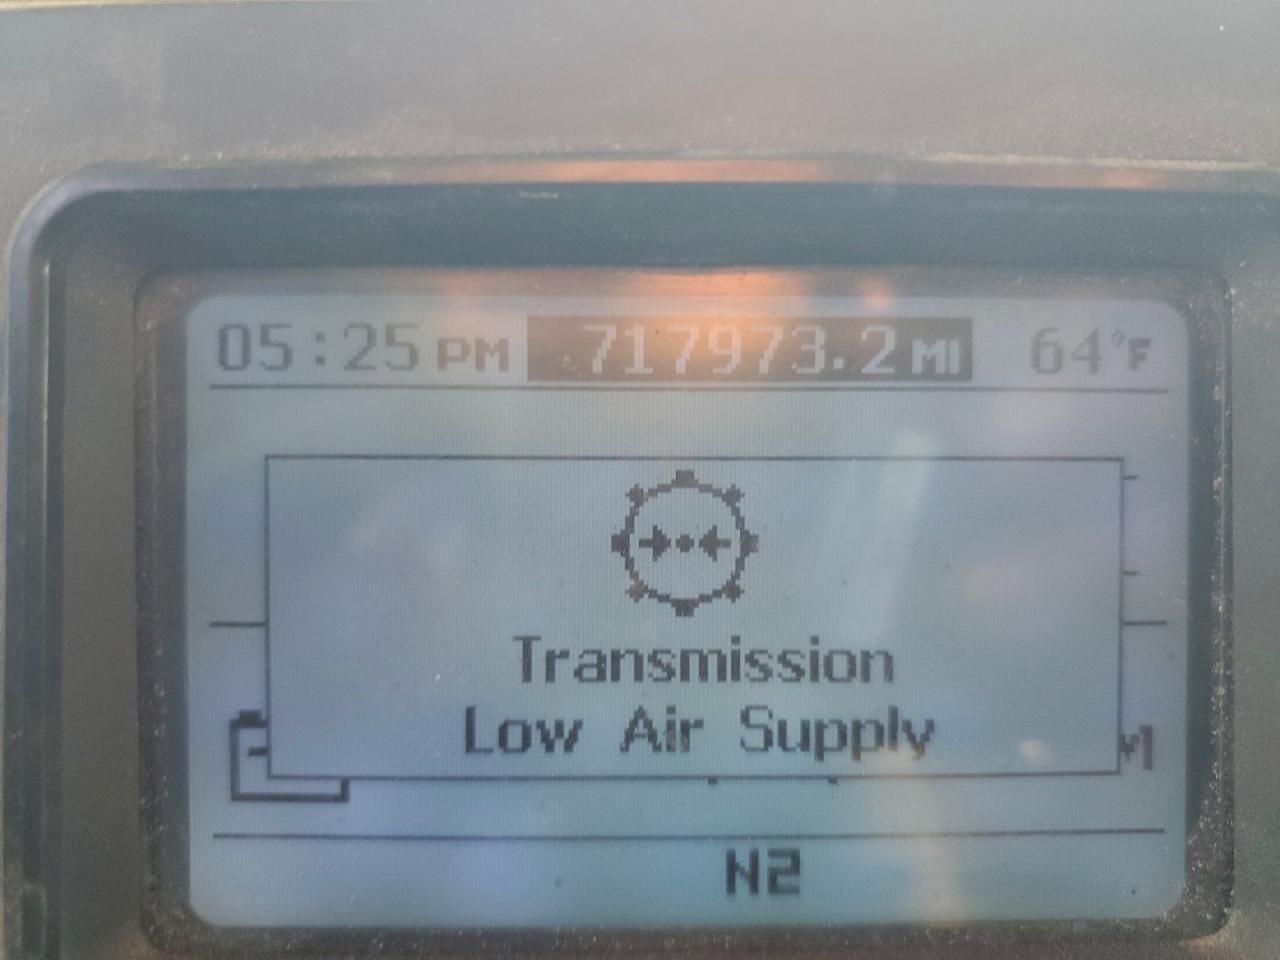 05:25 PM 717973.2 MI 64°F
Transmission
Low Air Supply
N2